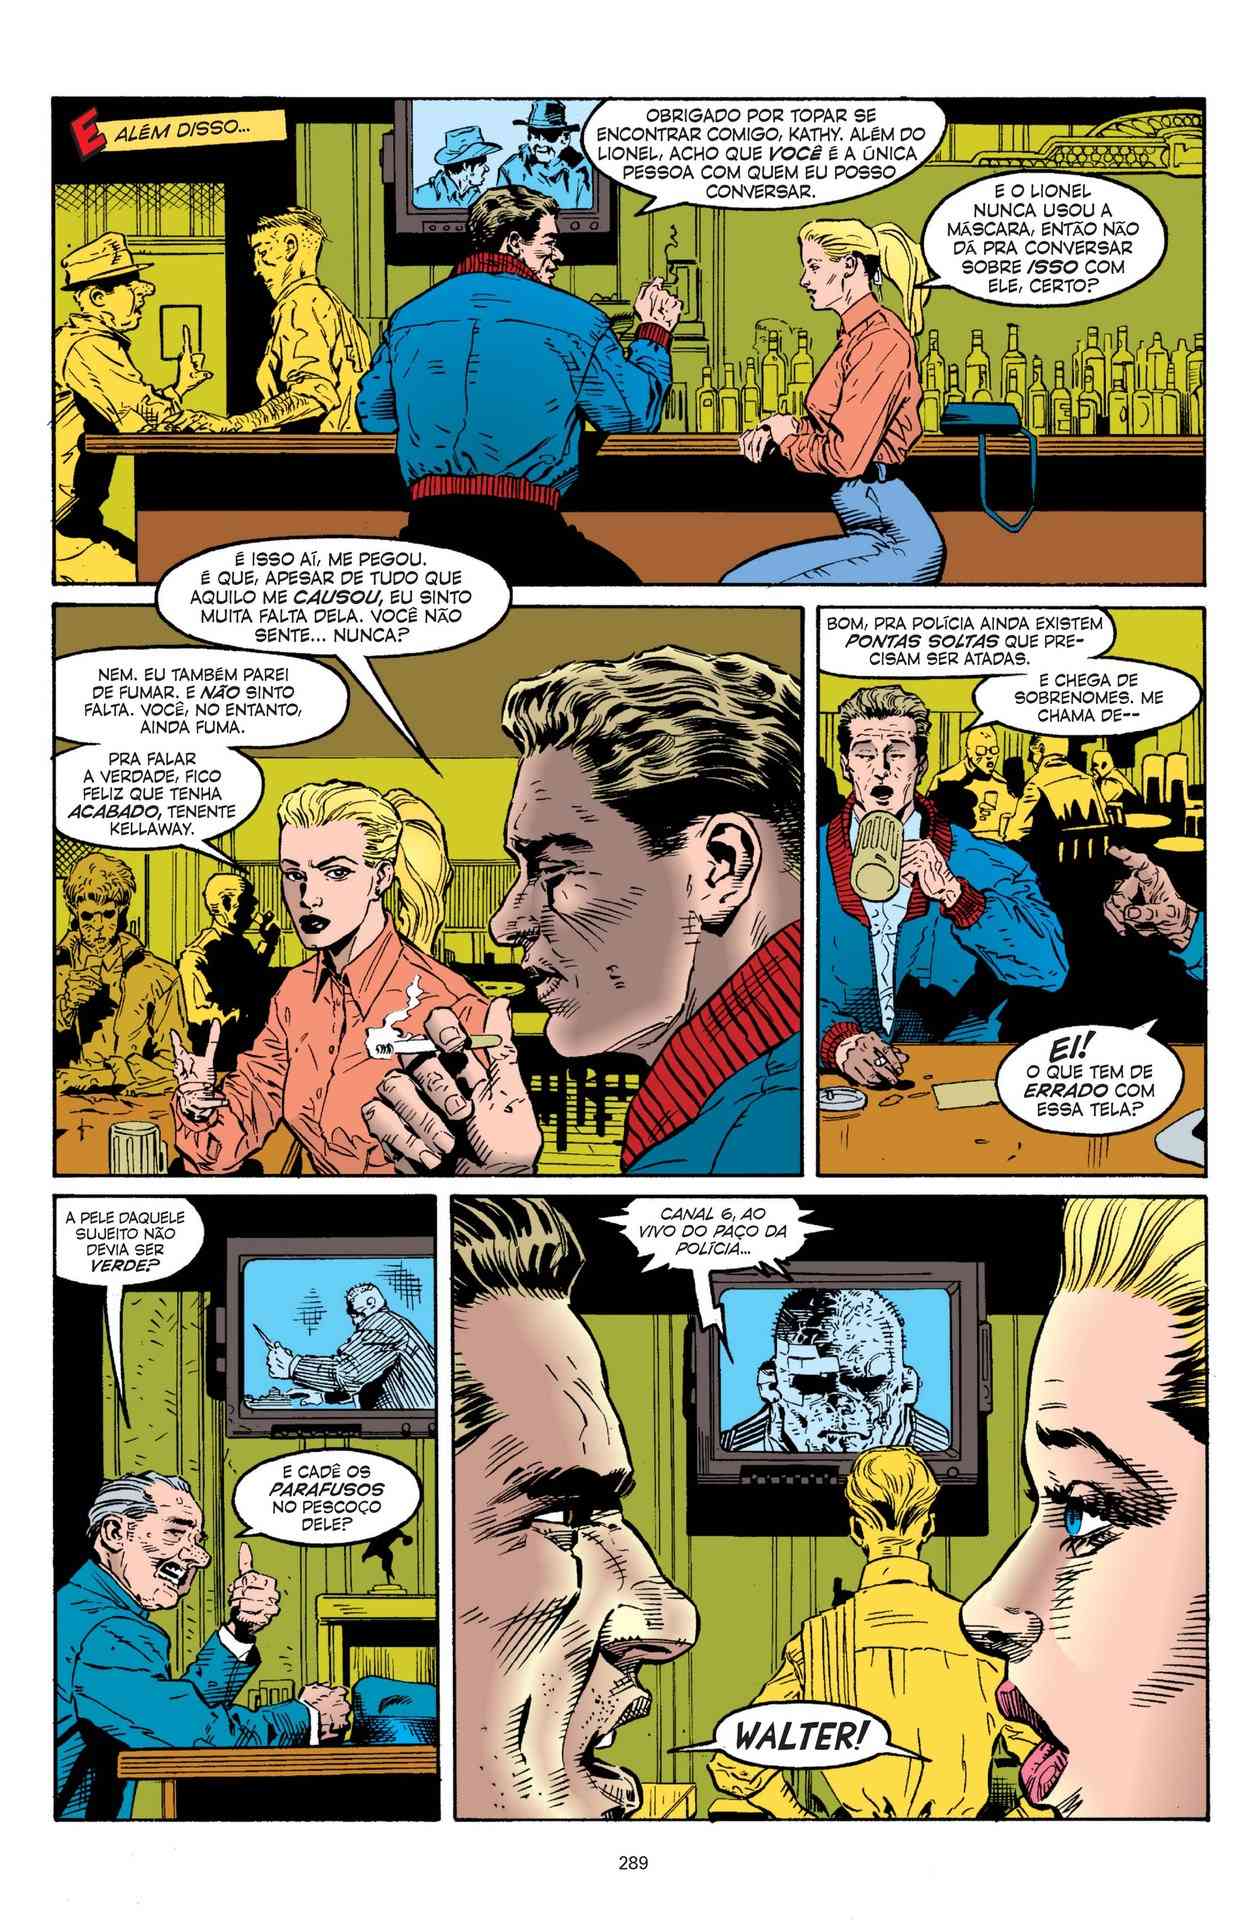 E ALÉM DISSO...
OBRIGADO POR TOPAR SE
ENCONTRAR COMIGO, KATHY. ALÉM DO
LIONEL, ACHO QUE VOCÊ É A ÚNICA
PESSOA COM QUEM EU POSSO
CONVERSAR.
E O LIONEL
NUNCA USOU A
MÁSCARA, ENTÃO NÃO
DÁ PRA CONVERSAR
SOBRE ISSO COM
ELE, CERTO?
É ISSO AÍ, ME PEGOU.
É QUE, APESAR DE TUDO QUE
AQUILO ME CAUSOU, EU SINTO
MUITA FALTA DELA. VOCÊ NÃO
SENTE... NUNCA?
NEM. EU TAMBÉM PAREI
DE FUMAR. E NÃO SINTO
FALTA. VOCÊ, NO ENTANTO,
AINDA FUMA.
PRA FALAR
A VERDADE, FICO
FELIZ QUE TENHA
ACABADO, TENENTE
KELLAWAY.
BOM, PRA POLÍCIA AINDA EXISTEM
PONTAS SOLTAS QUE PRE-
CISAM SER ATADAS.
E CHEGA DE
SOBRENOMES. ME
CHAMA DE--
EI!
O QUE TEM DE
ERRADO COM
ESSA TELA?
A PELE DAQUELE
SUJEITO NÃO
DEVIA SER
VERDE?
E CADÊ OS
PARAFUSOS
NO PESCOÇO
DELE?
CANAL 6, AO
VIVO DO PAÇO DA
POLÍCIA...
WALTER!
289